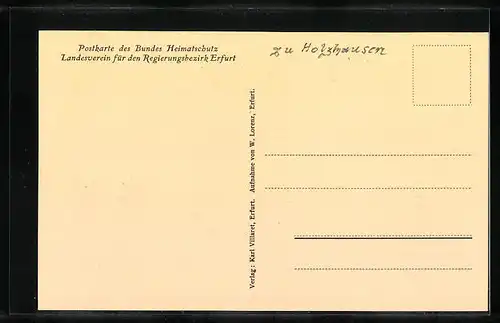 Postkarte des Bundes Heimatschutz
Landesverein für den Regierungsbezirk Erfurt
zu Holzhausen
Verlag: Karl Villaret, Erfurt. Aufnahme von W. Lorenz, Erfurt.